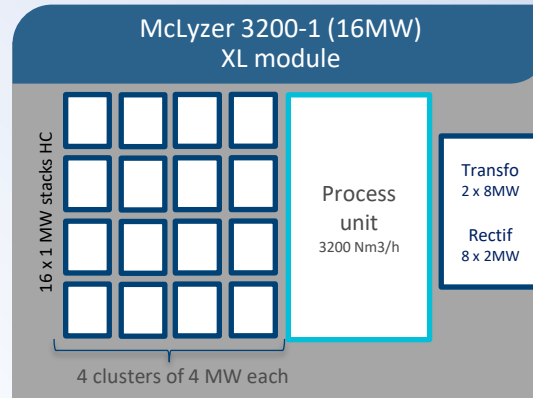 McLyzer 3200-1 (16MW)
XL module
16 x 1 MW stacks HC
Process
unit
3200 Nm3/h
Transfo
2 x 8MW
Rectif
8 x 2MW
4 clusters of 4 MW each